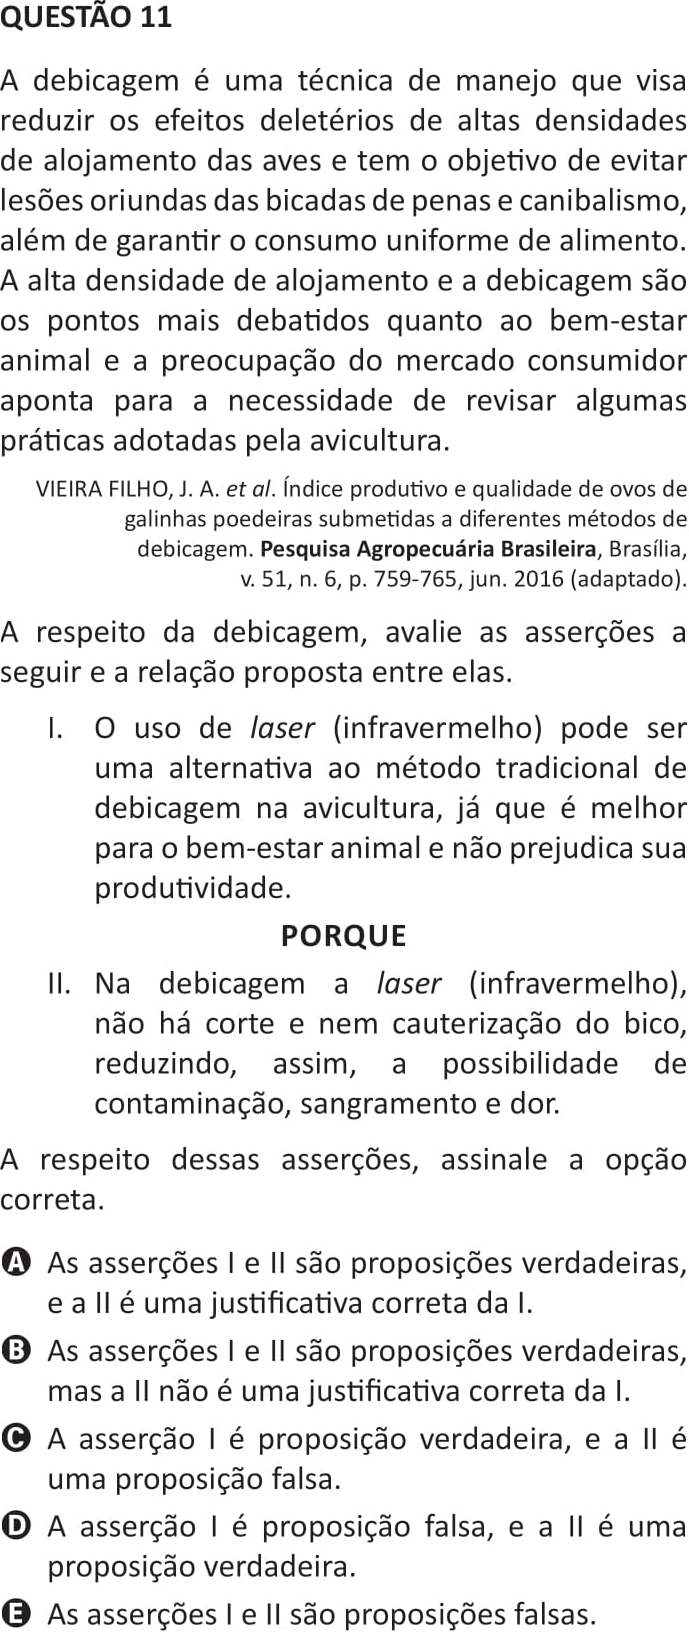 QUESTÃO 11
A debicagem é uma técnica de manejo que visa
reduzir os efeitos deletérios de altas densidades
de alojamento das aves e tem o objetivo de evitar
lesões oriundas das bicadas de penas e canibalismo,
além de garantir o consumo uniforme de alimento.
A alta densidade de alojamento e a debicagem são
os pontos mais debatidos quanto ao bem-estar
animal e a preocupação do mercado consumidor
aponta para a necessidade de revisar algumas
práticas adotadas pela avicultura.
VIEIRA FILHO, J. A. et al. Índice produtivo e qualidade de ovos de
galinhas poedeiras submetidas a diferentes métodos de
debicagem. Pesquisa Agropecuária Brasileira, Brasília,
v. 51, n. 6, p. 759-765, jun. 2016 (adaptado).
A respeito da debicagem, avalie as asserções a
seguir e a relação proposta entre elas.
I. O uso de laser (infravermelho) pode ser
uma alternativa ao método tradicional de
debicagem na avicultura, já que é melhor
para o bem-estar animal e não prejudica sua
produtividade.
PORQUE
II. Na debicagem a laser (infravermelho),
não há corte e nem cauterização do bico,
reduzindo, assim, a possibilidade de
contaminação, sangramento e dor.
A respeito dessas asserções, assinale a opção
correta.
A As asserções I e II são proposições verdadeiras,
e a II é uma justificativa correta da I.
B As asserções I e II são proposições verdadeiras,
mas a II não é uma justificativa correta da I.
C A asserção I é proposição verdadeira, e a II é
uma proposição falsa.
D A asserção I é proposição falsa, e a II é uma
proposição verdadeira.
E As asserções I e II são proposições falsas.